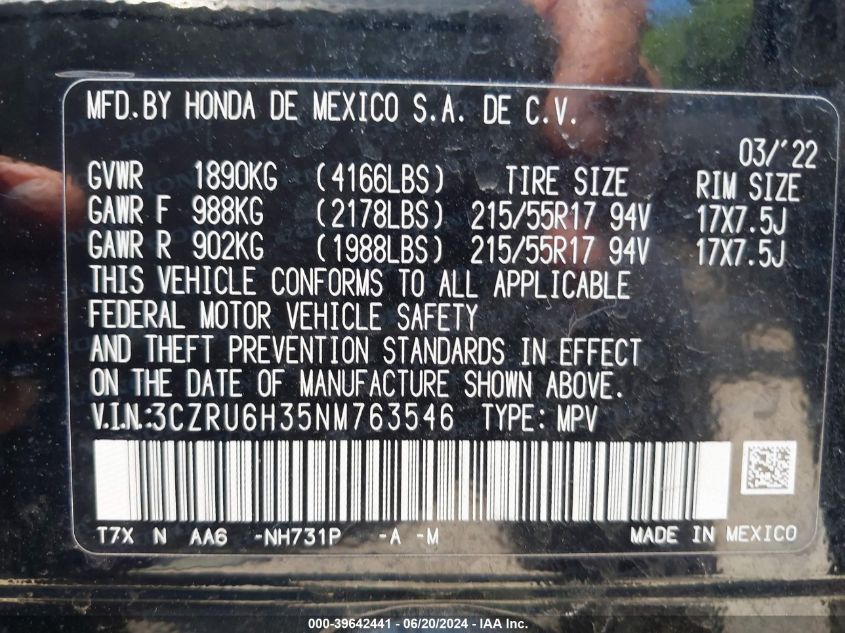 MFD.BY HONDA DE MEXICO S.A. DE C.V.
03/'22
GVWR 1890KG (4166LBS) TIRE SIZE RIM SIZE
GAWR F 988KG (2178LBS) 215/55R17 94V 17X7.5J
GAWR R 902KG (1988LBS) 215/55R17 94V 17X7.5J
THIS VEHICLE CONFORMS TO ALL APPLICABLE
FEDERAL MOTOR VEHICLE SAFETY
AND THEFT PREVENTION STANDARDS IN EFFECT
ON THE DATE OF MANUFACTURE SHOWN ABOVE.
V.I.N.:3CZRU6H35NM763546 TYPE: MPV
T7X N AA6 -NH731P -A -M MADE IN MEXICO
000-39642441 - 06/20/2024 - IAA Inc.